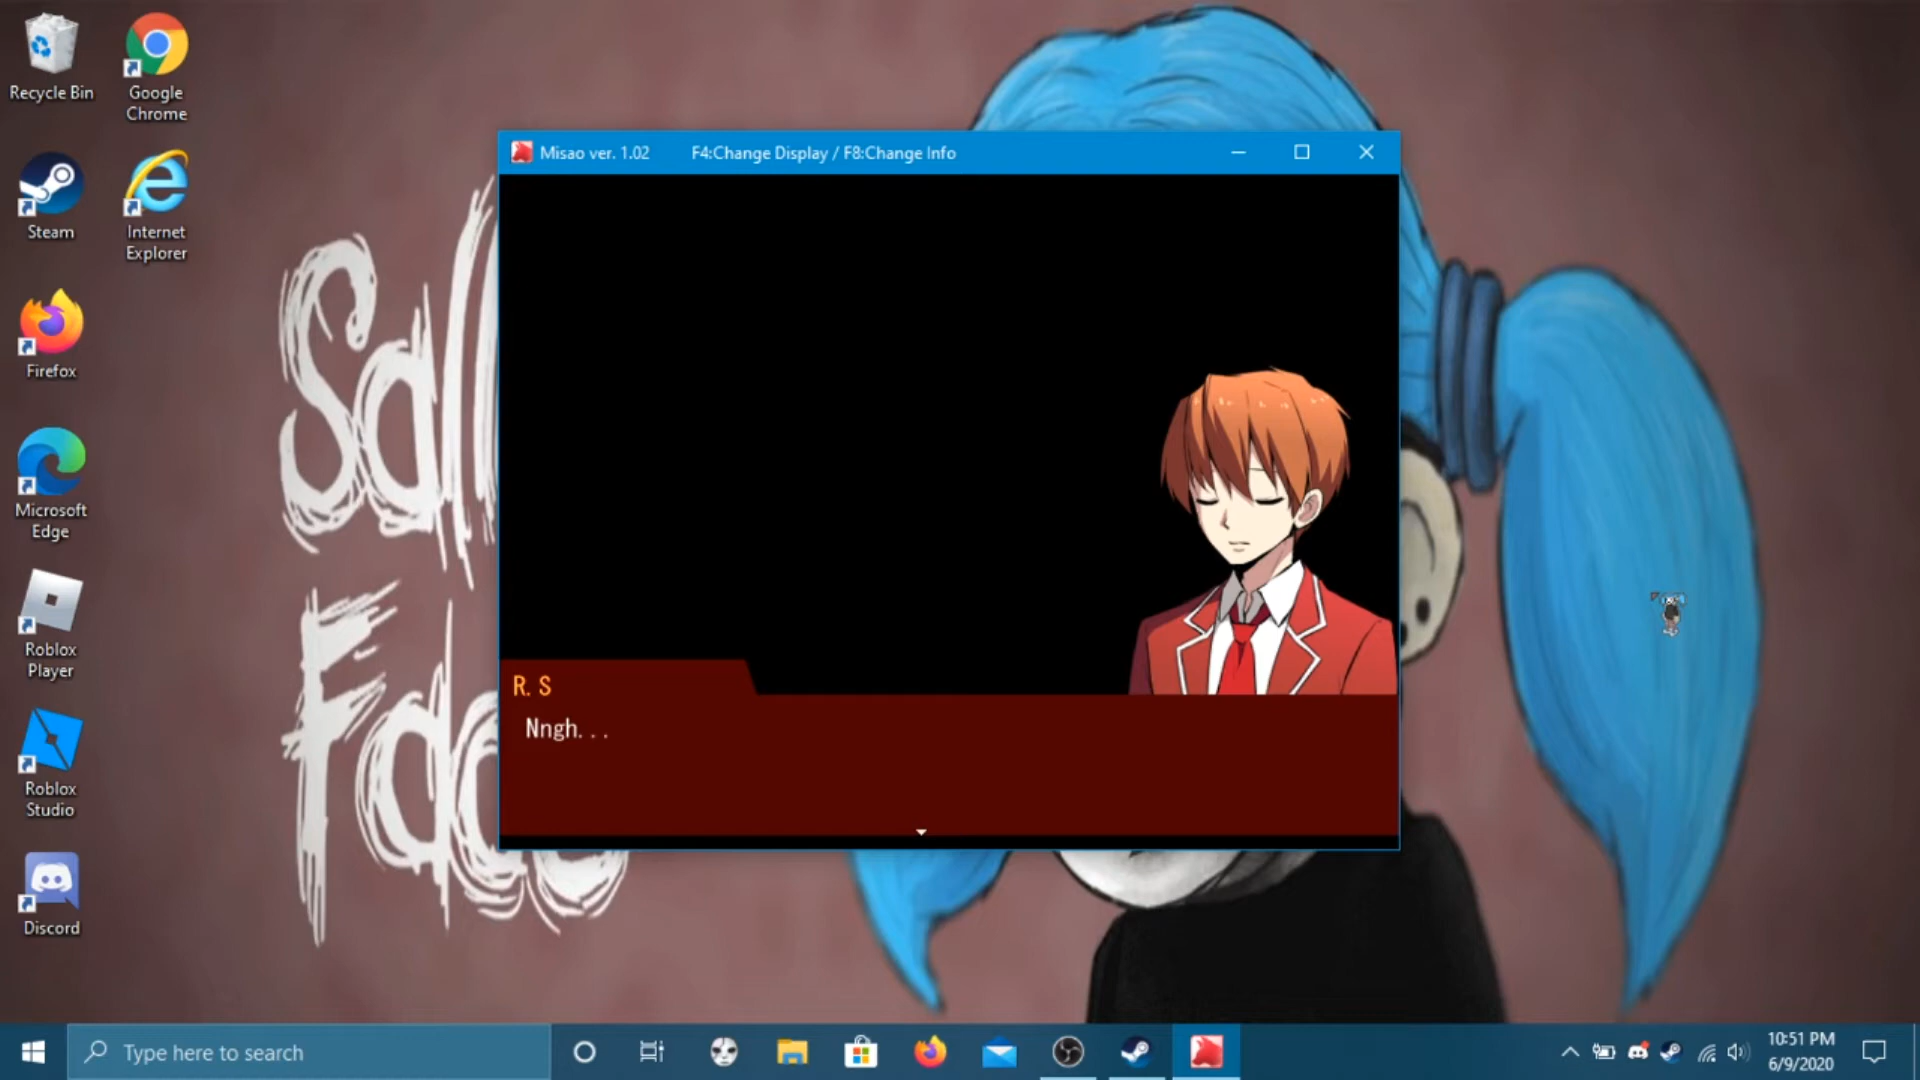 Recycle Bin
Google
Chrome
Steam
Internet
Explorer
Firefox
Microsoft
Edge
Roblox
Player
Roblox
Studio
Discord
Misao ver. 1.02 F4:Change Display / F8:Change Info
R. S
Nngh...
Type here to search
10:51 PM
6/9/2020